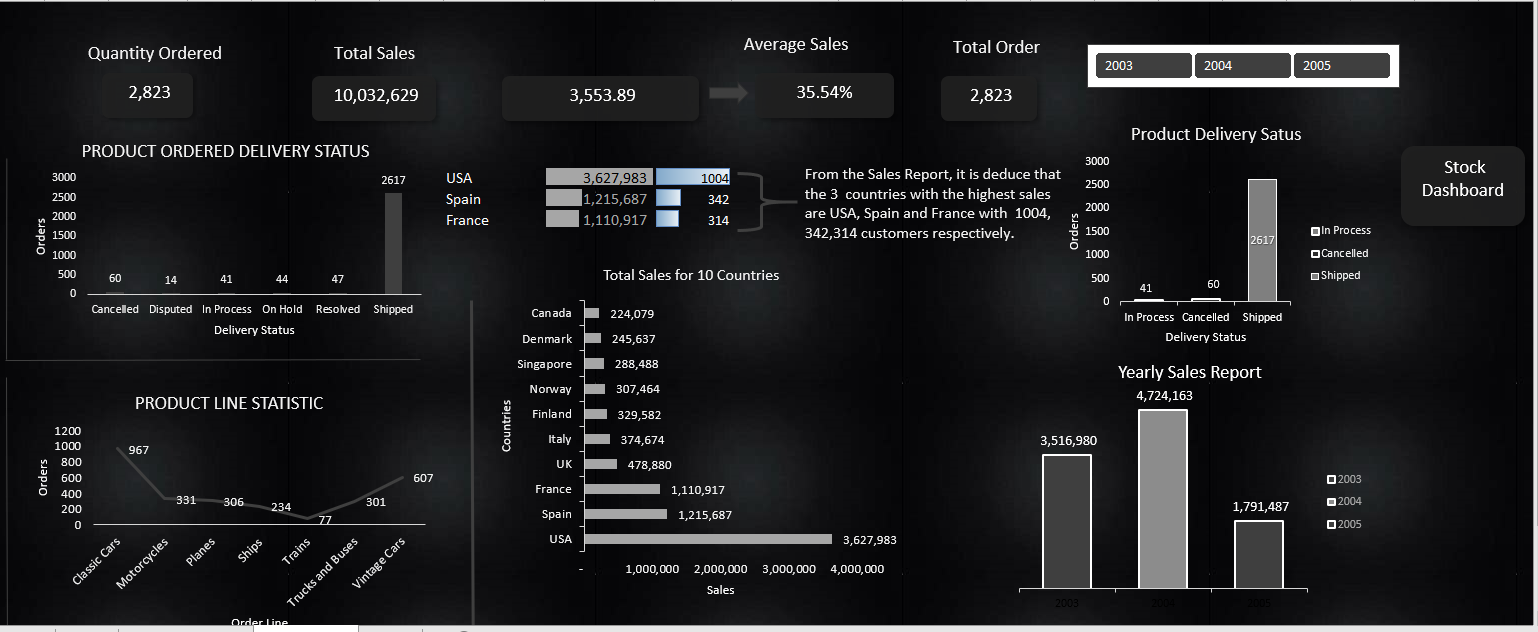 Quantity Ordered
2,823
Total Sales
10,032,629
3,553.89
Average Sales
35.54%
Total Order
2,823
2003
2004
2005
Stock
Dashboard
PRODUCT ORDERED DELIVERY STATUS
Orders
3000
2500
2000
1500
1000
500
0
60
14
41
44
47
2617
Cancelled
Disputed
In Process
On Hold
Resolved
Shipped
Delivery Status
USA 3,627,983 1004
Spain 1,215,687 342
France 1,110,917 314
From the Sales Report, it is deduce that
the 3 countries with the highest sales
are USA, Spain and France with 1004,
342,314 customers respectively.
Product Delivery Satus
Orders
3000
2500
2000
1500
1000
500
0
41
60
2617
In Process
Cancelled
Shipped
Delivery Status
In Process
Cancelled
Shipped
PRODUCT LINE STATISTIC
Orders
1200
1000
800
600
400
200
0
967
331
306
234
77
301
607
Classic Cars
Motorcycles
Planes
Ships
Trains
Trucks and Buses
Vintage Cars
Order Line
Total Sales for 10 Countries
Countries
Canada 224,079
Denmark 245,637
Singapore 288,488
Norway 307,464
Finland 329,582
Italy 374,674
UK 478,880
France 1,110,917
Spain 1,215,687
USA 3,627,983
- 1,000,000 2,000,000 3,000,000 4,000,000
Sales
Yearly Sales Report
3,516,980
4,724,163
1,791,487
2003
2004
2005
2003
2004
2005